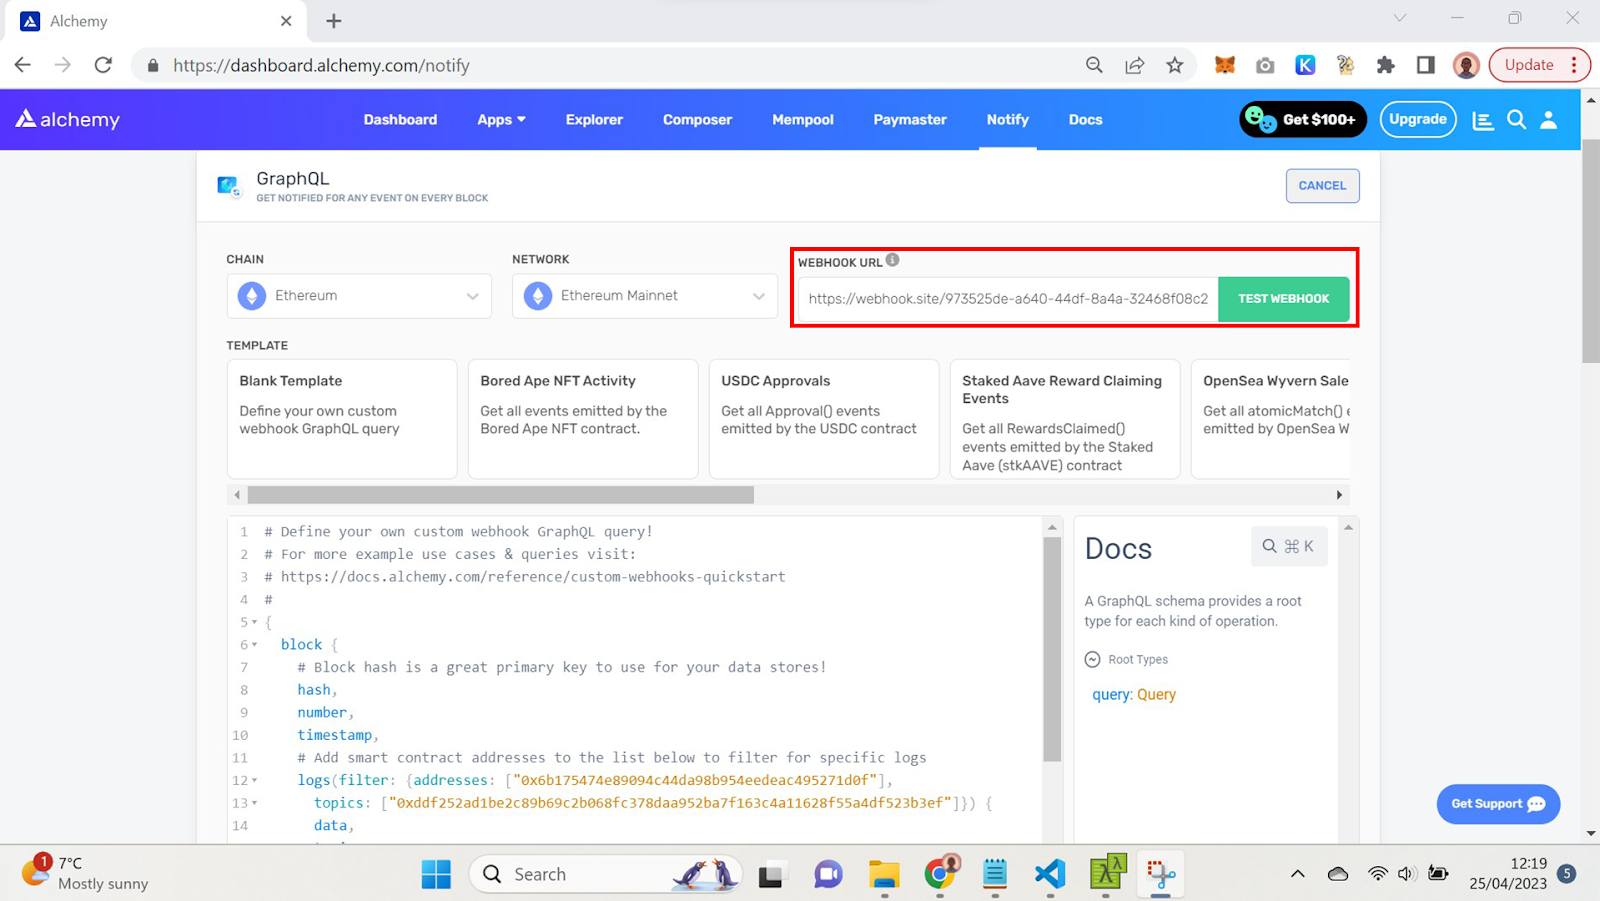 Alchemy
https://dashboard.alchemy.com/notify
Update
alchemy
Dashboard
Apps
Explorer
Composer
Mempool
Paymaster
Notify
Docs
Get $100+
Upgrade
GraphQL
GET NOTIFIED FOR ANY EVENT ON EVERY BLOCK
CANCEL
CHAIN
NETWORK
WEBHOOK URL
Ethereum
Ethereum Mainnet
https://webhook.site/973525de-a640-44df-8a4a-32468f08c2
TEST WEBHOOK
TEMPLATE
Blank Template
Define your own custom
webhook GraphQL query
Bored Ape NFT Activity
Get all events emitted by the
Bored Ape NFT contract.
USDC Approvals
Get all Approval() events
emitted by the USDC contract
Staked Aave Reward Claiming
Events
Get all RewardsClaimed()
events emitted by the Staked
Aave (stkAAVE) contract
OpenSea Wyvern Sale
Get all atomicMatch() e
emitted by OpenSea W
1 # Define your own custom webhook GraphQL query!
2 # For more example use cases & queries visit:
3 # https://docs.alchemy.com/reference/custom-webhooks-quickstart
4 #
5 {
6 block {
7 # Block hash is a great primary key to use for your data stores!
8 hash,
9 number,
10 timestamp,
11 # Add smart contract addresses to the list below to filter for specific logs
12 logs(filter: {addresses: ["0x6b175474e89094c44da98b954eedeac495271d0f"],
13 topics: ["0xddf252ad1be2c89b69c2b068fc378daa952ba7f163c4a11628f55a4df523b3ef"]}) {
14 data,
Docs
⌘ K
A GraphQL schema provides a root
type for each kind of operation.
Root Types
query: Query
Get Support
1
7°C
Mostly sunny
Search
12:19
25/04/2023
5